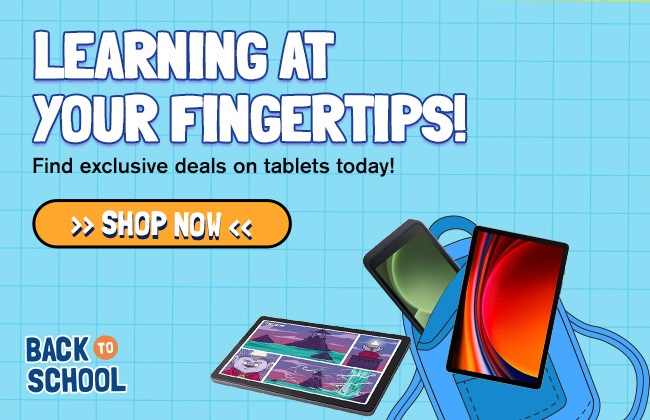 LEARNING AT
YOUR FINGERTIPS!
Find exclusive deals on tablets today!
>> SHOP NOW <<
BACK TO
SCHOOL